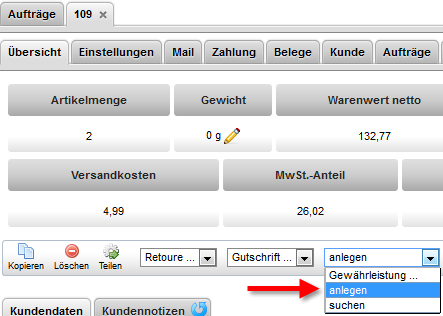 Aufträge 109
Übersicht Einstellungen Mail Zahlung Belege Kunde Aufträge
Artikelmenge Gewicht Warenwert netto
2 0 g 132,77
Versandkosten MwSt.-Anteil
4,99 26,02
Kopieren Löschen Teilen Retoure ... Gutschrift ... anlegen
Gewährleistung ...
anlegen
suchen
Kundendaten Kundennotizen